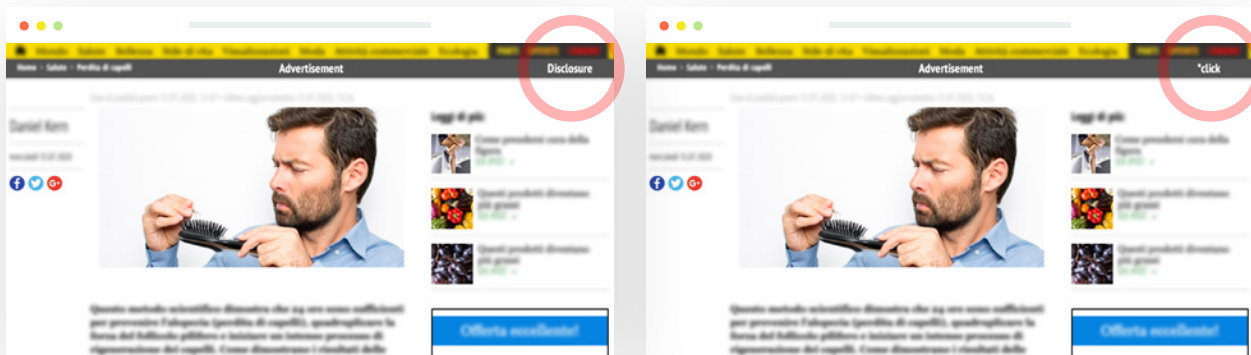 Mondo Salute Bellezza Stile di vita Visualizzazioni Moda Attività commerciale Ecologia
Home > Salute > Perdita di capelli Advertisement Disclosure
Daniel Kern
Leggi di più:
Come prendersi cura della
figura
Questi prodotti diventano
più grassi
Questi prodotti diventano
più grassi
Questo metodo scientifico dimostra che 24 ore sono sufficienti
per prevenire l'alopecia (perdita di capelli), quadruplicare la
forza del follicolo pilifero e iniziare un intenso processo di
rigenerazione dei capelli. Come dimostrano i risultati delle
Offerta eccellente!
Mondo Salute Bellezza Stile di vita Visualizzazioni Moda Attività commerciale Ecologia
Home > Salute > Perdita di capelli Advertisement *click
Daniel Kern
Leggi di più:
Come prendersi cura della
figura
Questi prodotti diventano
più grassi
Questi prodotti diventano
più grassi
Questo metodo scientifico dimostra che 24 ore sono sufficienti
per prevenire l'alopecia (perdita di capelli), quadruplicare la
forza del follicolo pilifero e iniziare un intenso processo di
rigenerazione dei capelli. Come dimostrano i risultati delle
Offerta eccellente!